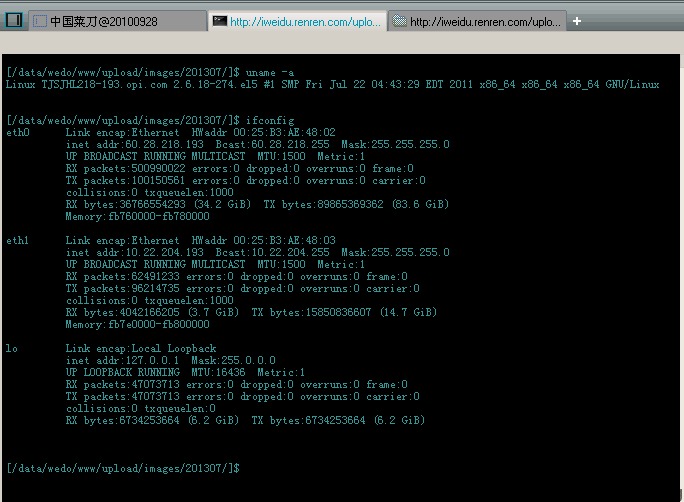 中国菜刀@20100928
http://iweidu.renren.com/uplo...
http://iweidu.renren.com/uplo...
[/data/wedo/www/upload/images/201307/]$ uname -a
Linux TJSJHL218-193.opi.com 2.6.18-274.el5 #1 SMP Fri Jul 22 04:43:29 EDT 2011 x86_64 x86_64 x86_64 GNU/Linux
[/data/wedo/www/upload/images/201307/]$ ifconfig
eth0 Link encap:Ethernet HWaddr 00:25:B3:AE:48:02
inet addr:60.28.218.193 Bcast:60.28.218.255 Mask:255.255.255.0
UP BROADCAST RUNNING MULTICAST MTU:1500 Metric:1
RX packets:500990022 errors:0 dropped:0 overruns:0 frame:0
TX packets:100150561 errors:0 dropped:0 overruns:0 carrier:0
collisions:0 txqueuelen:1000
RX bytes:36766554293 (34.2 GiB) TX bytes:89865369362 (83.6 GiB)
Memory:fb760000-fb780000
eth1 Link encap:Ethernet HWaddr 00:25:B3:AE:48:03
inet addr:10.22.204.193 Bcast:10.22.204.255 Mask:255.255.255.0
UP BROADCAST RUNNING MULTICAST MTU:1500 Metric:1
RX packets:62491233 errors:0 dropped:0 overruns:0 frame:0
TX packets:96214735 errors:0 dropped:0 overruns:0 carrier:0
collisions:0 txqueuelen:1000
RX bytes:4042166205 (3.7 GiB) TX bytes:15850836607 (14.7 GiB)
Memory:fb7e0000-fb800000
lo Link encap:Local Loopback
inet addr:127.0.0.1 Mask:255.0.0.0
UP LOOPBACK RUNNING MTU:16436 Metric:1
RX packets:47073713 errors:0 dropped:0 overruns:0 frame:0
TX packets:47073713 errors:0 dropped:0 overruns:0 carrier:0
collisions:0 txqueuelen:0
RX bytes:6734253664 (6.2 GiB) TX bytes:6734253664 (6.2 GiB)
[/data/wedo/www/upload/images/201307/]$